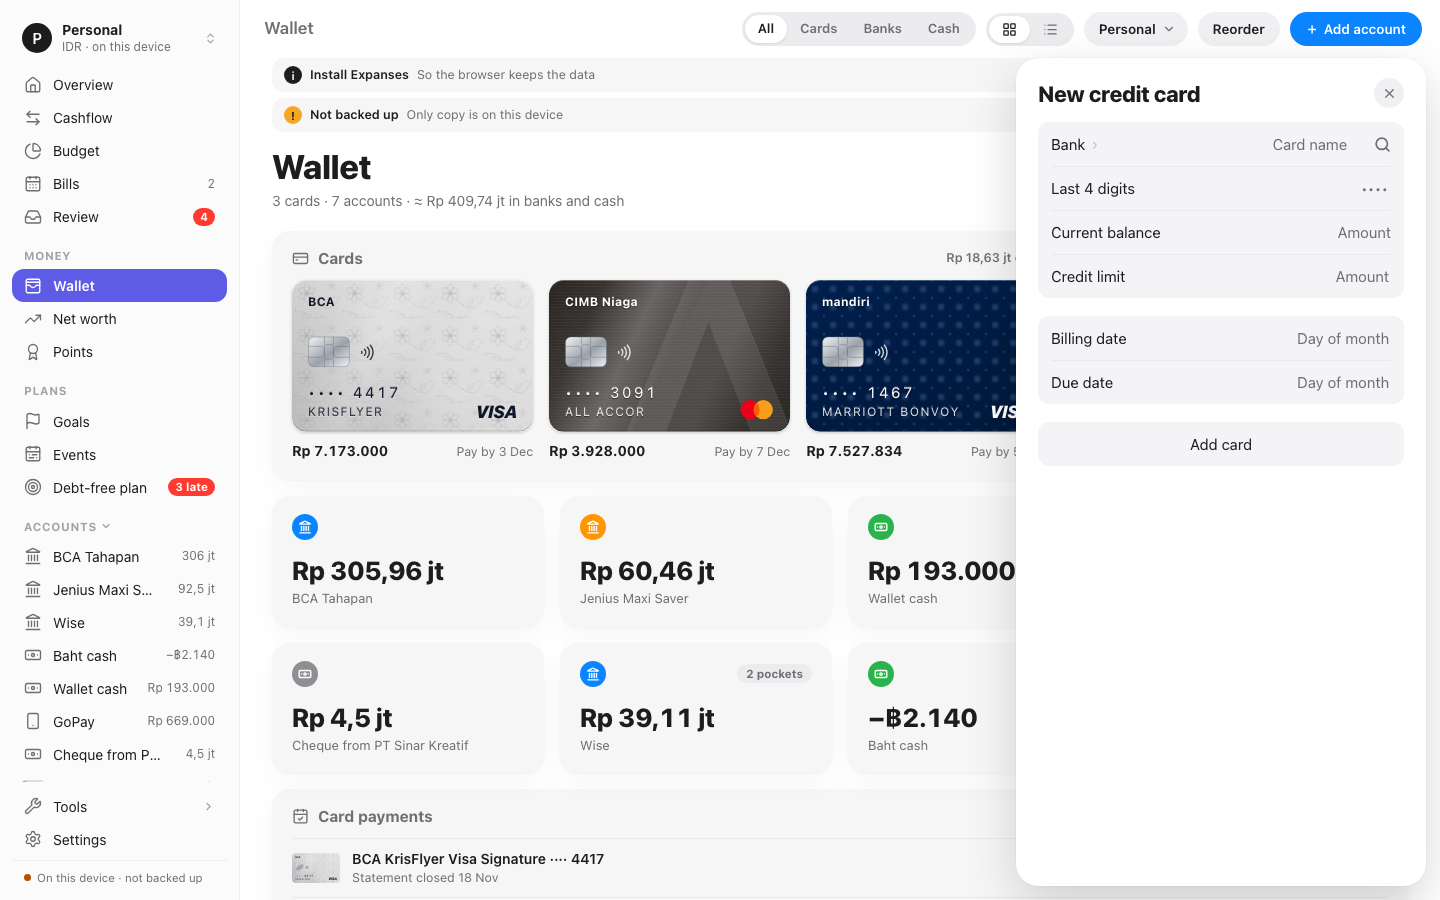 P
Personal
IDR · on this device
Overview
Cashflow
Budget
Bills
2
Review
4
MONEY
Wallet
Net worth
Points
PLANS
Goals
Events
Debt-free plan
3 late
ACCOUNTS
BCA Tahapan
306 jt
Jenius Maxi S...
92,5 jt
Wise
39,1 jt
Baht cash
−฿2.140
Wallet cash
Rp 193.000
GoPay
Rp 669.000
Cheque from P...
4,5 jt
Tools
Settings
On this device · not backed up
Wallet
All
Cards
Banks
Cash
Personal
Reorder
+ Add account
Install Expanses So the browser keeps the data
Not backed up Only copy is on this device
Wallet
3 cards · 7 accounts · ≈ Rp 409,74 jt in banks and cash
Cards
Rp 18,63 jt
BCA
•••• 4417
KRISFLYER
VISA
Rp 7.173.000
Pay by 3 Dec
CIMB Niaga
•••• 3091
ALL ACCOR
Rp 3.928.000
Pay by 7 Dec
mandiri
•••• 1467
MARRIOTT BONVOY
Rp 7.527.834
Pay by
Rp 305,96 jt
BCA Tahapan
Rp 60,46 jt
Jenius Maxi Saver
Rp 193.000
Wallet cash
Rp 4,5 jt
Cheque from PT Sinar Kreatif
2 pockets
Rp 39,11 jt
Wise
−฿2.140
Baht cash
Card payments
BCA KrisFlyer Visa Signature ···· 4417
Statement closed 18 Nov
New credit card
Bank
Card name
Last 4 digits
••••
Current balance
Amount
Credit limit
Amount
Billing date
Day of month
Due date
Day of month
Add card